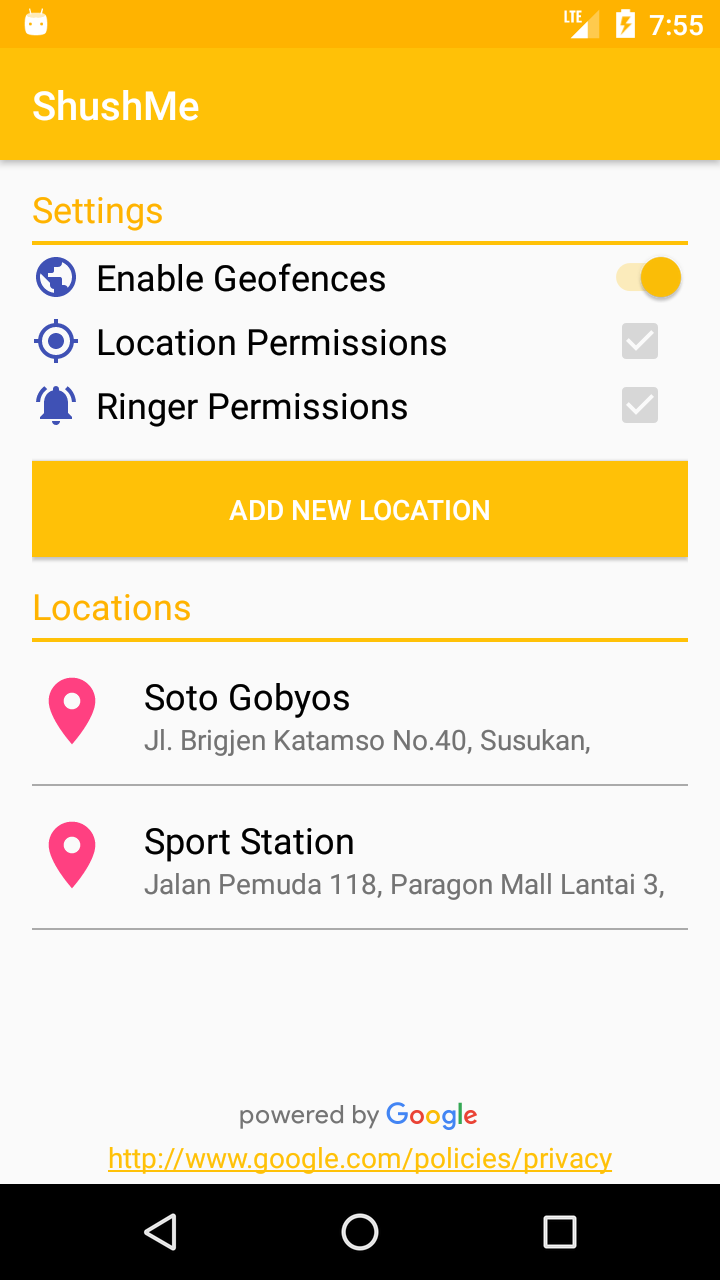 LTE 7:55
ShushMe
Settings
Enable Geofences
Location Permissions
Ringer Permissions
ADD NEW LOCATION
Locations
Soto Gobyos
Jl. Brigjen Katamso No.40, Susukan,
Sport Station
Jalan Pemuda 118, Paragon Mall Lantai 3,
powered by Google
http://www.google.com/policies/privacy